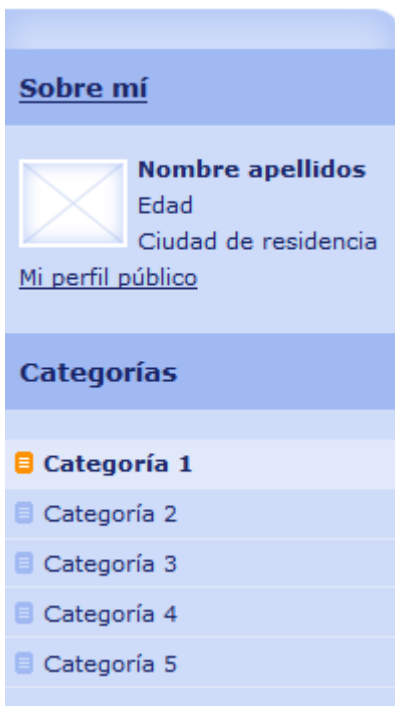 Sobre mí
Nombre apellidos
Edad
Ciudad de residencia
Mi perfil público
Categorías
Categoría 1
Categoría 2
Categoría 3
Categoría 4
Categoría 5